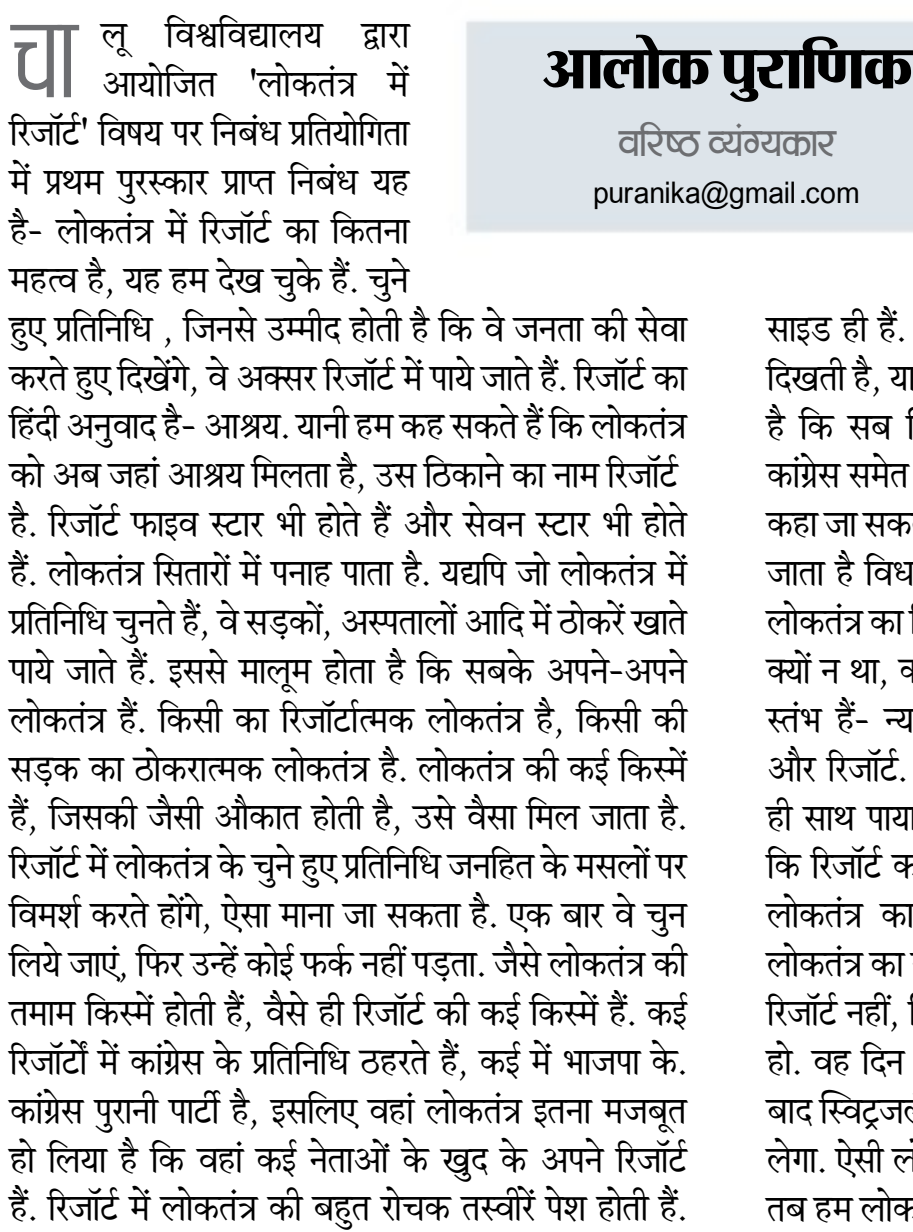 चालू विश्वविद्यालय द्वारा
आयोजित 'लोकतंत्र में
रिजॉर्ट' विषय पर निबंध प्रतियोगिता
में प्रथम पुरस्कार प्राप्त निबंध यह
है- लोकतंत्र में रिजॉर्ट का कितना
महत्व है, यह हम देख चुके हैं. चुने
हुए प्रतिनिधि , जिनसे उम्मीद होती है कि वे जनता की सेवा
करते हुए दिखेंगे, वे अक्सर रिजॉर्ट में पाये जाते हैं. रिजॉर्ट का
हिंदी अनुवाद है- आश्रय. यानी हम कह सकते हैं कि लोकतंत्र
को अब जहां आश्रय मिलता है, उस ठिकाने का नाम रिजॉर्ट
है. रिजॉर्ट फाइव स्टार भी होते हैं और सेवन स्टार भी होते
हैं. लोकतंत्र सितारों में पनाह पाता है. यद्यपि जो लोकतंत्र में
प्रतिनिधि चुनते हैं, वे सड़कों, अस्पतालों आदि में ठोकरें खाते
पाये जाते हैं. इससे मालूम होता है कि सबके अपने-अपने
लोकतंत्र हैं. किसी का रिजॉर्टात्मक लोकतंत्र है, किसी की
सड़क का ठोकरात्मक लोकतंत्र है. लोकतंत्र की कई किस्में
हैं, जिसकी जैसी औकात होती है, उसे वैसा मिल जाता है.
रिजॉर्ट में लोकतंत्र के चुने हुए प्रतिनिधि जनहित के मसलों पर
विमर्श करते होंगे, ऐसा माना जा सकता है. एक बार वे चुन
लिये जाएं, फिर उन्हें कोई फर्क नहीं पड़ता. जैसे लोकतंत्र की
तमाम किस्में होती हैं, वैसे ही रिजॉर्ट की कई किस्में हैं. कई
रिजॉर्टों में कांग्रेस के प्रतिनिधि ठहरते हैं, कई में भाजपा के.
कांग्रेस पुरानी पार्टी है, इसलिए वहां लोकतंत्र इतना मजबूत
हो लिया है कि वहां कई नेताओं के खुद के अपने रिजॉर्ट
हैं. रिजॉर्ट में लोकतंत्र की बहुत रोचक तस्वीरें पेश होती हैं.
आलोक पुराणिक
वरिष्ठ व्यंग्यकार
puranika@gmail.com
साइड ही हैं.
दिखती है,
है कि सब
कांग्रेस समेत
कहा जा
जाता है
लोकतंत्र का
क्यों न था,
स्तंभ हैं-
और रिजॉर्ट.
ही साथ
कि रिजॉर्ट
लोकतंत्र का
लोकतंत्र का
रिजॉर्ट नहीं,
हो. वह दिन
बाद
लेगा. ऐसी
तब हम